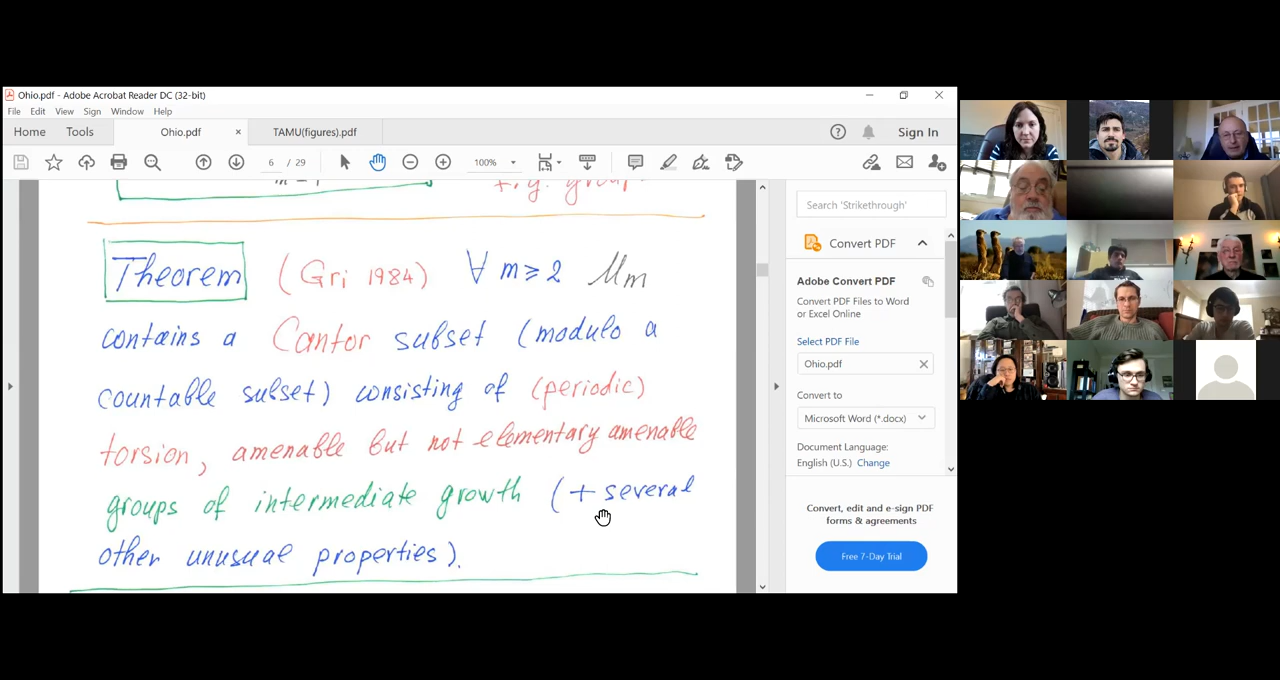 Ohio.pdf - Adobe Acrobat Reader DC (32-bit)
File Edit View Sign Window Help
Home Tools Ohio.pdf × TAMU(figures).pdf Sign In
6 / 29 100%
f.g. group
Theorem (Gri 1984) ∀ m ≥ 2 Mm
contains a Cantor subset (modulo a
countable subset) consisting of (periodic)
torsion, amenable but not elementary amenable
groups of intermediate growth (+ several
other unusual properties).
Search 'Strikethrough'
Convert PDF
Adobe Convert PDF
Convert PDF Files to Word
or Excel Online
Select PDF File
Ohio.pdf
Convert to
Microsoft Word (*.docx)
Document Language:
English (U.S.) Change
Convert, edit and e-sign PDF
forms & agreements
Free 7-Day Trial